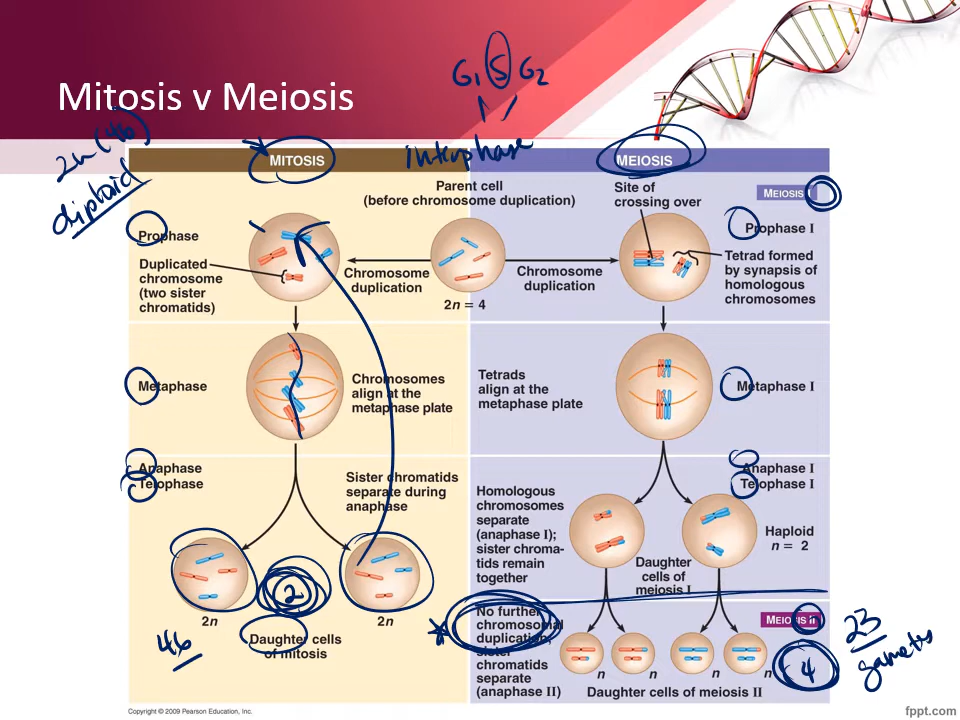 G1 S G2
Mitosis v Meiosis
2n (46)
diploid
interphase
MITOSIS
MEIOSIS
Parent cell
(before chromosome duplication)
Site of
crossing over
MEIOSIS I
Prophase
Prophase I
Duplicated
chromosome
(two sister
chromatids)
Chromosome
duplication
Chromosome
duplication
2n = 4
Tetrad formed
by synapsis of
homologous
chromosomes
Metaphase
Chromosomes
align at the
metaphase plate
Tetrads
align at the
metaphase plate
Metaphase I
Anaphase
Telophase
Sister chromatids
separate during
anaphase
Anaphase I
Telophase I
Homologous
chromosomes
separate
(anaphase I);
sister chroma-
tids remain
together
Haploid
n = 2
Daughter
cells of
meiosis I
2
2n
2n
46
Daughter cells
of mitosis
No further
chromosomal
duplication;
sister
chromatids
separate
(anaphase II)
MEIOSIS II
23
gametes
4
n
n
n
n
Daughter cells of meiosis II
Copyright © 2009 Pearson Education, Inc.
fppt.com